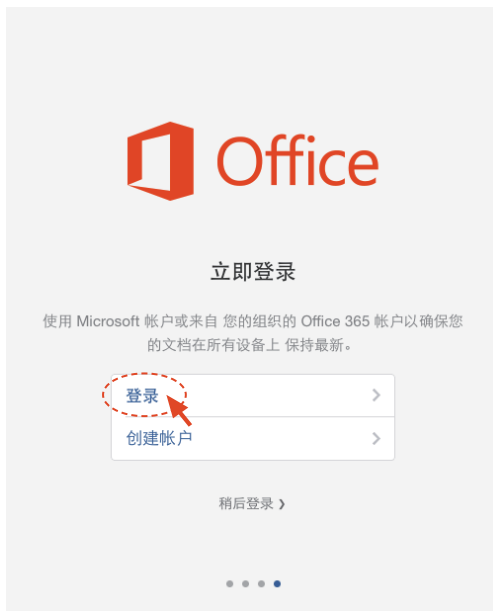 Office
立即登录
使用 Microsoft 帐户或来自 您的组织的 Office 365 帐户以确保您
的文档在所有设备上 保持最新。
登录
创建帐户
稍后登录 ❯